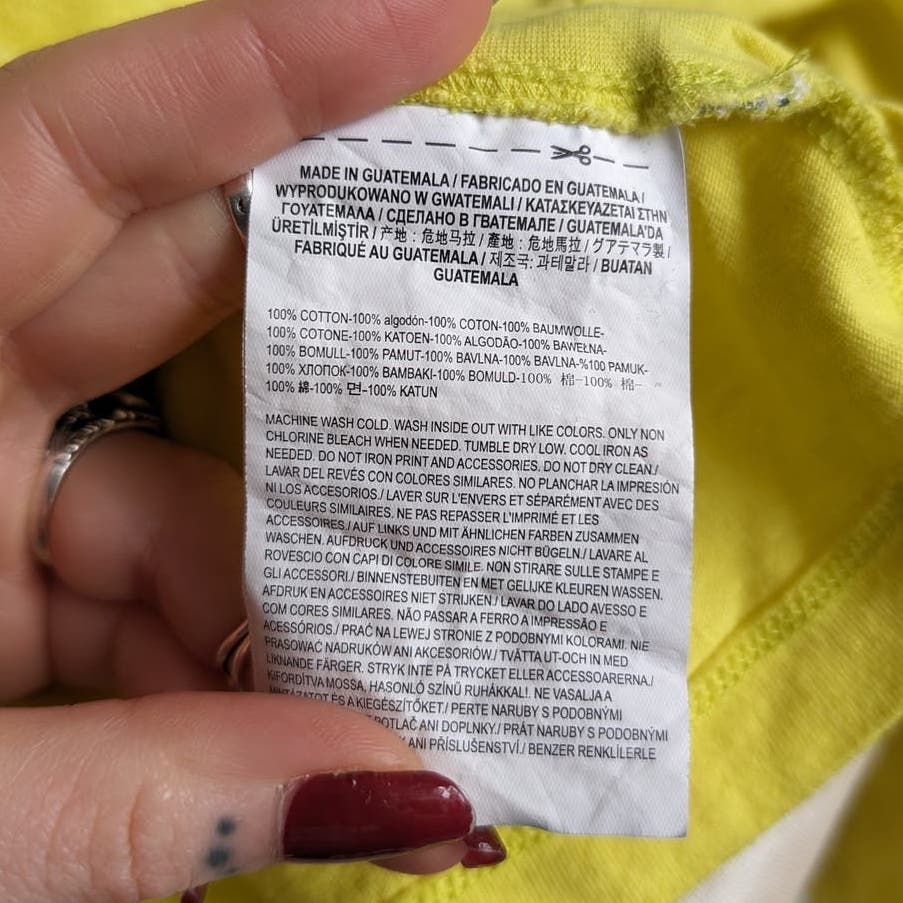 MADE IN GUATEMALA / FABRICADO EN GUATEMALA /
WYPRODUKOWANO W GWATEMALI / ΚΑΤΑΣΚΕΥΑΖΕΤΑΙ ΣΤΗΝ
ΓΟΥΑΤΕΜΑΛΑ / СДЕЛАНО В ГВАТЕМАЛЕ / GUATEMALA'DA
ÜRETİLMİŞTİR / 产地 : 危地马拉 / 產地 : 危地馬拉 / グアテマラ製 /
FABRIQUÉ AU GUATEMALA / 제조국: 과테말라 / BUATAN
GUATEMALA
100% COTTON-100% algodón-100% COTON-100% BAUMWOLLE-
100% COTONE-100% KATOEN-100% ALGODÃO-100% BAWEŁNA-
100% BOMULL-100% PAMUT-100% BAVLNA-100% BAVLNA-%100 PAMUK-
100% ХЛОПОК-100% ΒΑΜΒΑΚΙ-100% BOMULD-100% 棉-100% 棉-
100% 綿-100% 면-100% KATUN
MACHINE WASH COLD. WASH INSIDE OUT WITH LIKE COLORS. ONLY NON
CHLORINE BLEACH WHEN NEEDED. TUMBLE DRY LOW. COOL IRON AS
NEEDED. DO NOT IRON PRINT AND ACCESSORIES. DO NOT DRY CLEAN./
LAVAR DEL REVÉS CON COLORES SIMILARES. NO PLANCHAR LA IMPRESIÓN
NI LOS ACCESORIOS./ LAVER SUR L'ENVERS ET SÉPARÉMENT AVEC DES
COULEURS SIMILAIRES. NE PAS REPASSER L'IMPRIMÉ ET LES
ACCESSOIRES./ AUF LINKS UND MIT ÄHNLICHEN FARBEN ZUSAMMEN
WASCHEN. AUFDRUCK UND ACCESSOIRES NICHT BÜGELN./ LAVARE AL
ROVESCIO CON CAPI DI COLORE SIMILE. NON STIRARE SULLE STAMPE E
GLI ACCESSORI./ BINNENSTEBUITEN EN MET GELIJKE KLEUREN WASSEN.
AFDRUK EN ACCESSOIRES NIET STRIJKEN./ LAVAR DO LADO AVESSO E
COM CORES SIMILARES. NÃO PASSAR A FERRO A IMPRESSÃO E
ACESSÓRIOS./ PRAĆ NA LEWEJ STRONIE Z PODOBNYMI KOLORAMI. NIE
PRASOWAĆ NADRUKÓW ANI AKCESORIÓW./ TVÄTTA UT-OCH IN MED
LIKNANDE FÄRGER. STRYK INTE PÅ TRYCKET ELLER ACCESSOARERNA./
KIFORDÍTVA MOSSA, HASONLÓ SZÍNŰ RUHÁKKAL!. NE VASALJA A
MINTÁZATOT ÉS A KIEGÉSZÍTŐKET./ PERTE NARUBY S PODOBNÝMI
POTLAČ ANI DOPLNKY./ PRÁT NARUBY S PODOBNÝMI
ANI PŘÍSLUŠENSTVÍ./ BENZER RENKLİLERLE